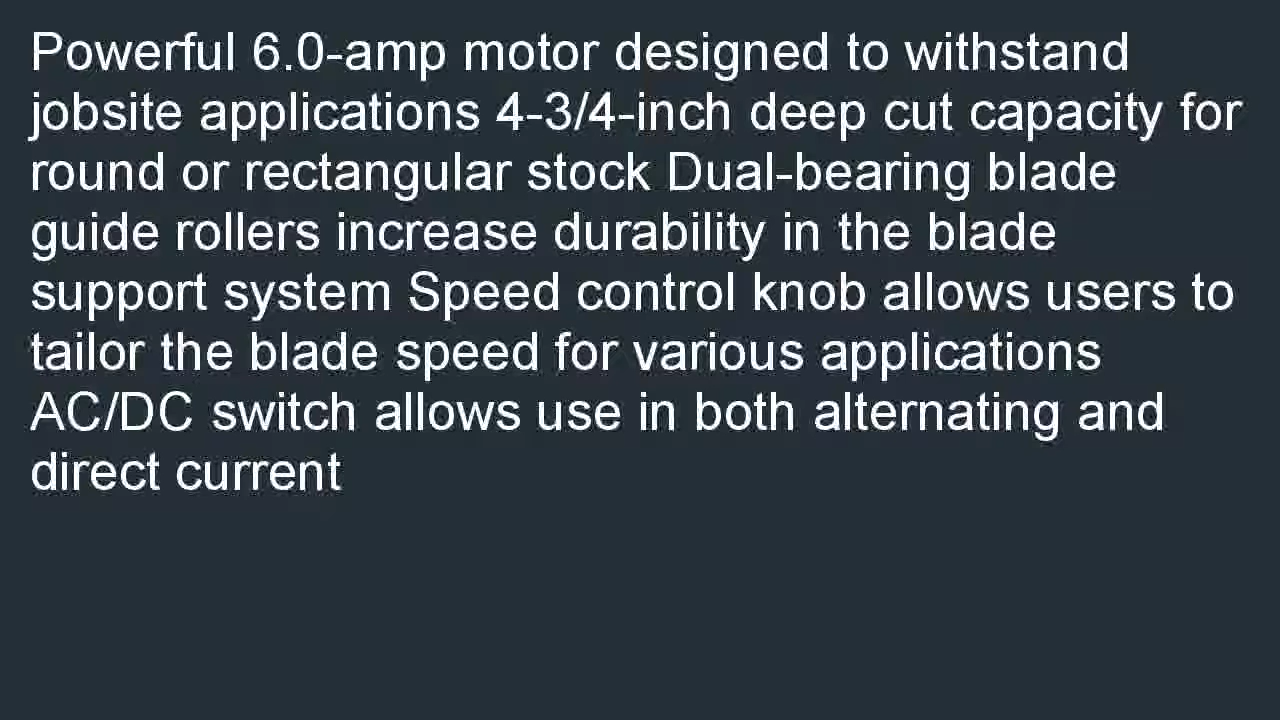 Powerful 6.0-amp motor designed to withstand
jobsite applications 4-3/4-inch deep cut capacity for
round or rectangular stock Dual-bearing blade
guide rollers increase durability in the blade
support system Speed control knob allows users to
tailor the blade speed for various applications
AC/DC switch allows use in both alternating and
direct current